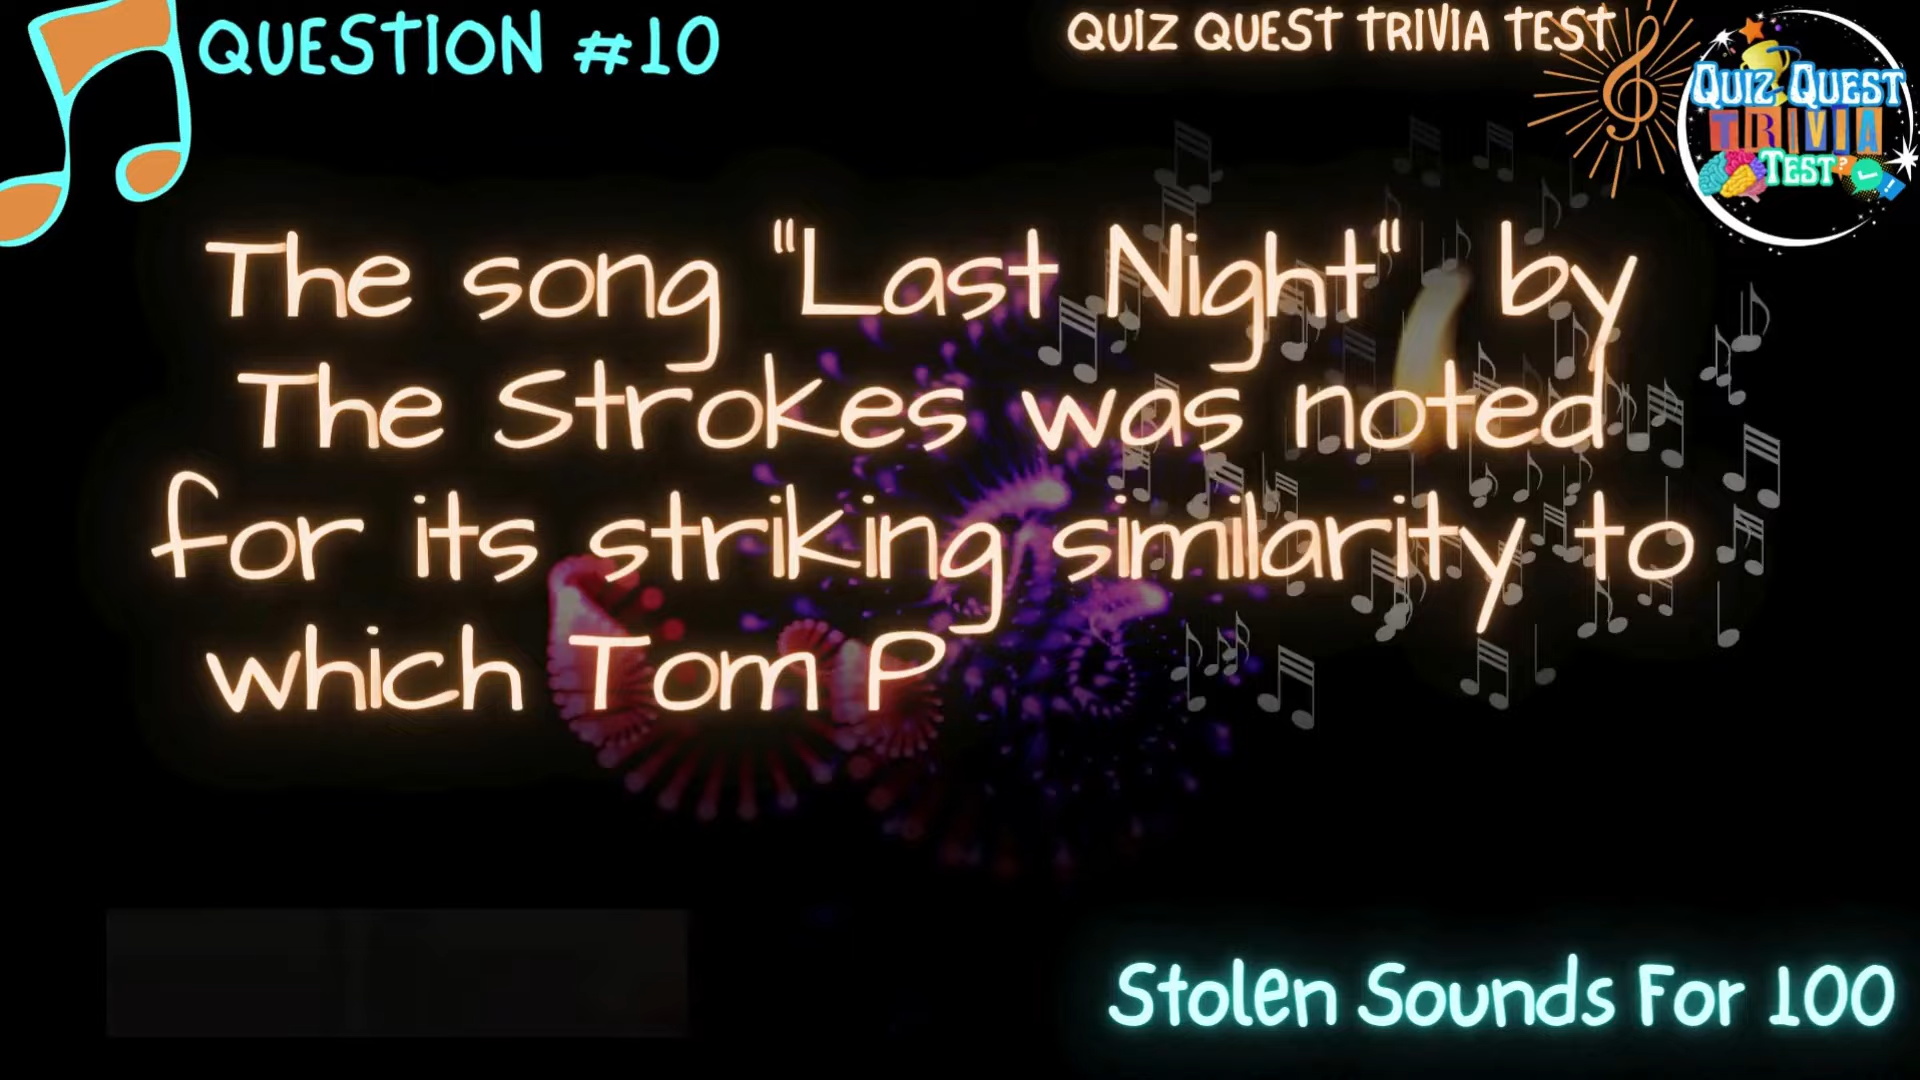 QUESTION #10
QUIZ QUEST TRIVIA TEST
QUIZ QUEST
TRIVIA
TEST
The song "Last Night" by
The Strokes was noted
for its striking similarity to
which Tom P
Stolen Sounds For 100